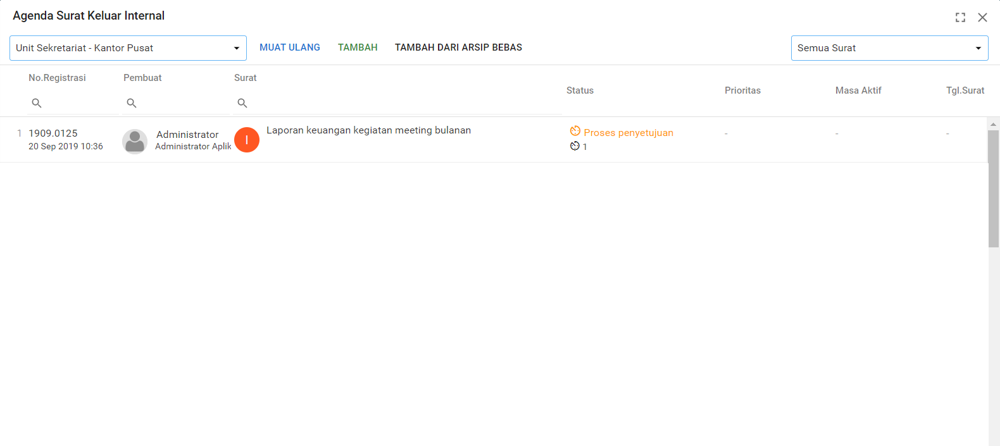 Agenda Surat Keluar Internal
Unit Sekretariat - Kantor Pusat
MUAT ULANG
TAMBAH
TAMBAH DARI ARSIP BEBAS
Semua Surat
No.Registrasi
Pembuat
Surat
Status
Prioritas
Masa Aktif
Tgl.Surat
1
1909.0125
20 Sep 2019 10:36
Administrator
Administrator Aplik
I
Laporan keuangan kegiatan meeting bulanan
Proses penyetujuan
1
-
-
-